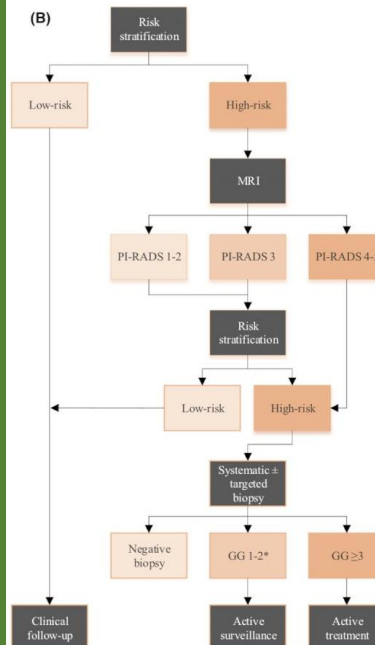 (B)
Risk
stratification
Low-risk
High-risk
MRI
PI-RADS 1-2
PI-RADS 3
PI-RADS 4-
Risk
stratification
Low-risk
High-risk
Systematic ±
targeted
biopsy
Negative
biopsy
GG 1-2*
GG ≥3
Clinical
follow-up
Active
surveillance
Active
treatment